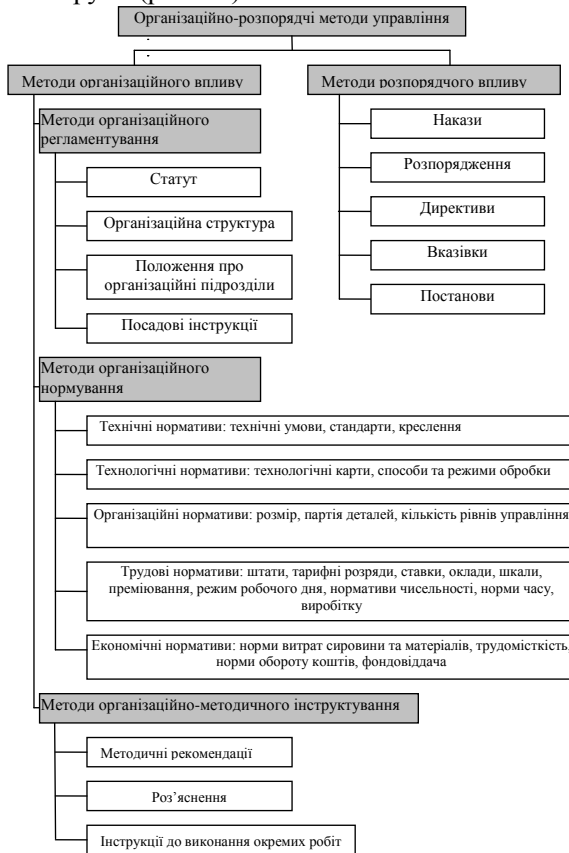 Організаційно-розпорядчі методи управління
Методи організаційного впливу
Методи розпорядчого впливу
Методи організаційного
регламентування
Статут
Організаційна структура
Положення про
організаційні підрозділи
Посадові інструкції
Накази
Розпорядження
Директиви
Вказівки
Постанови
Методи організаційного
нормування
Технічні нормативи: технічні умови, стандарти, креслення
Технологічні нормативи: технологічні карти, способи та режими обробки
Організаційні нормативи: розмір, партія деталей, кількість рівнів управління
Трудові нормативи: штати, тарифні розряди, ставки, оклади, шкали,
преміювання, режим робочого дня, нормативи чисельності, норми часу,
виробітку
Економічні нормативи: норми витрат сировини та матеріалів, трудомісткість,
норми обороту коштів, фондовіддача
Методи організаційно-методичного інструктування
Методичні рекомендації
Роз’яснення
Інструкції до виконання окремих робіт